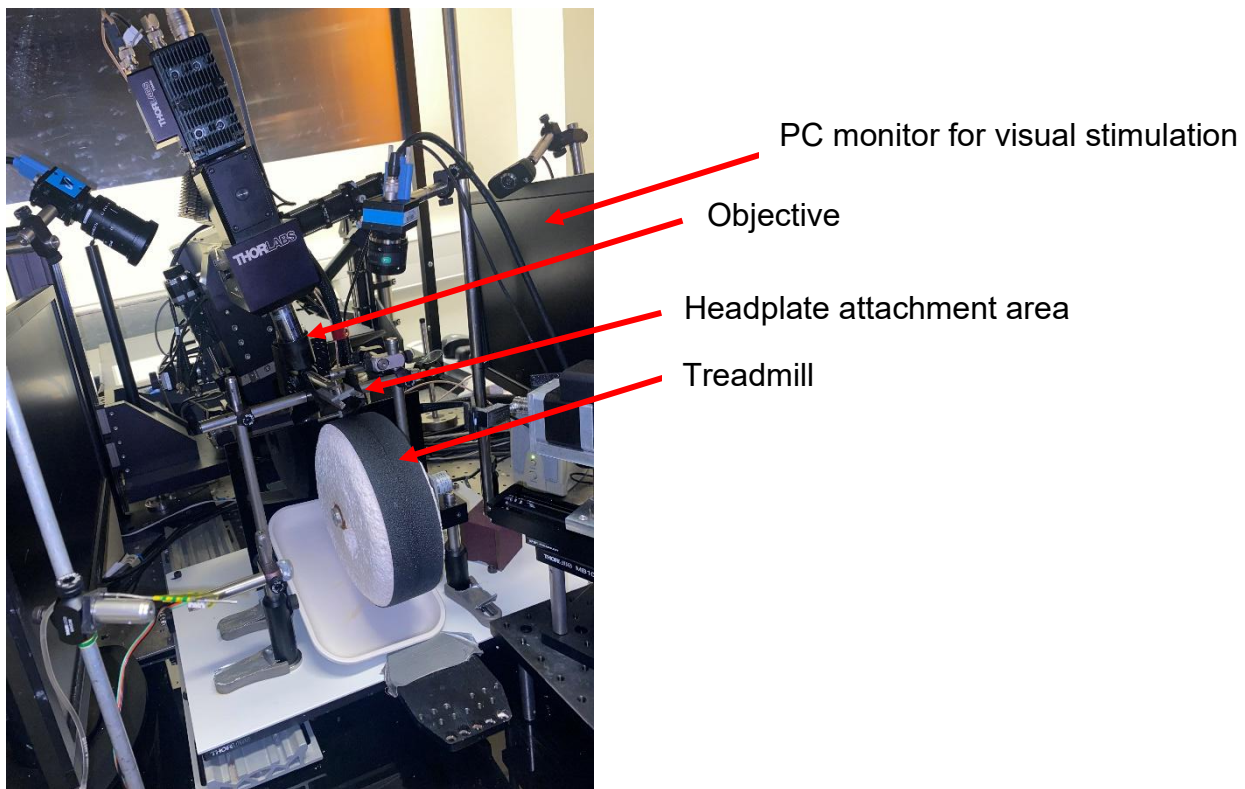 PC monitor for visual stimulation
Objective
Headplate attachment area
Treadmill
THORLABS
THORLABS